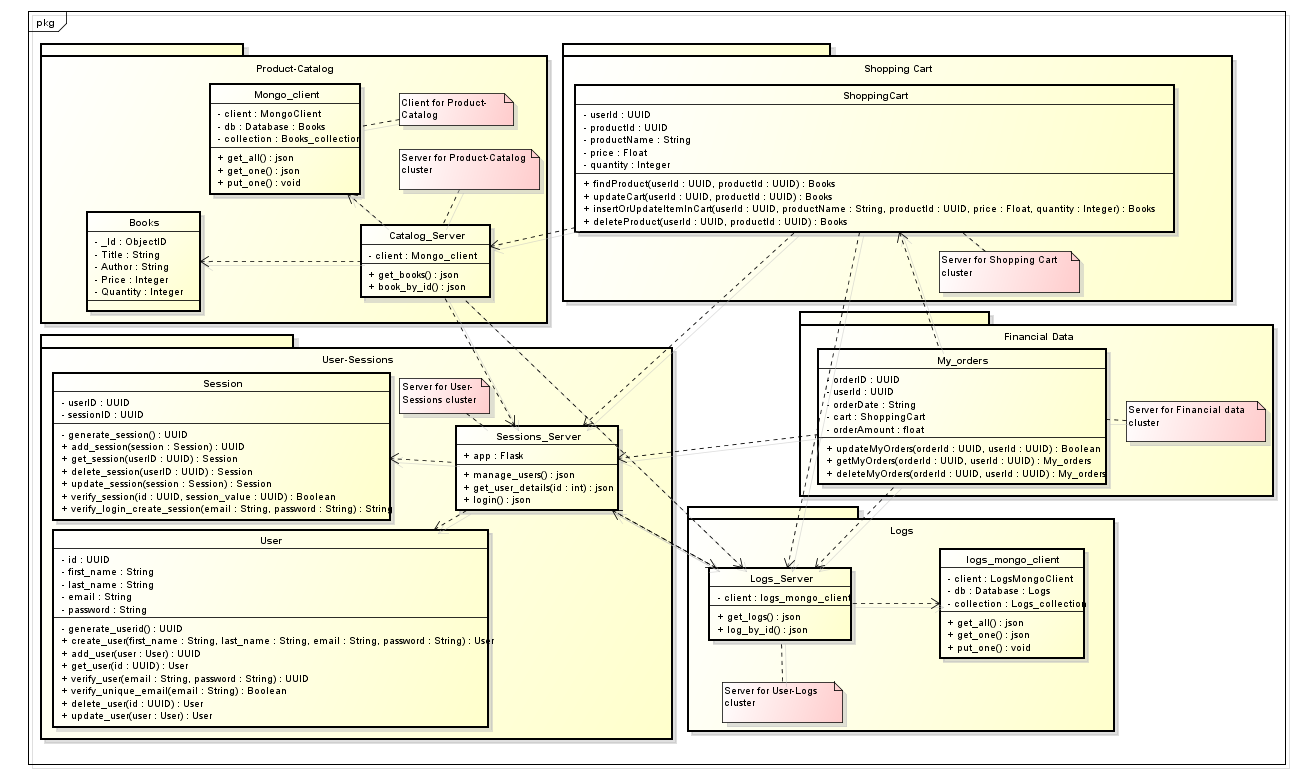 pkg
Product-Catalog
Mongo_client
- client : MongoClient
- db : Database : Books
- collection : Books_collection
+ get_all() : json
+ get_one() : json
+ put_one() : void
Client for Product-
Catalog
Server for Product-Catalog
cluster
Books
- _Id : ObjectID
- Title : String
- Author : String
- Price : Integer
- Quantity : Integer
Catalog_Server
- client : Mongo_client
+ get_books() : json
+ book_by_id() : json
Shopping Cart
ShoppingCart
- userId : UUID
- productId : UUID
- productName : String
- price : Float
- quantity : Integer
+ findProduct(userId : UUID, productId : UUID) : Books
+ updateCart(userId : UUID, productId : UUID) : Books
+ insertOrUpdateItemInCart(userId : UUID, productName : String, productId : UUID, price : Float, quantity : Integer) : Books
+ deleteProduct(userId : UUID, productId : UUID) : Books
Server for Shopping Cart
cluster
User-Sessions
Session
- userID : UUID
- sessionID : UUID
- generate_session() : UUID
+ add_session(session : Session) : UUID
+ get_session(userID : UUID) : Session
+ delete_session(userID : UUID) : Session
+ update_session(session : Session) : Session
+ verify_session(id : UUID, session_value : UUID) : Boolean
+ verify_login_create_session(email : String, password : String) : String
Server for User-
Sessions cluster
Sessions_Server
+ app : Flask
+ manage_users() : json
+ get_user_details(id : int) : json
+ login() : json
User
- id : UUID
- first_name : String
- last_name : String
- email : String
- password : String
- generate_userid() : UUID
+ create_user(first_name : String, last_name : String, email : String, password : String) : User
+ add_user(user : User) : UUID
+ get_user(id : UUID) : User
+ verify_user(email : String, password : String) : UUID
+ verify_unique_email(email : String) : Boolean
+ delete_user(id : UUID) : User
+ update_user(user : User) : User
Financial Data
My_orders
- orderID : UUID
- userId : UUID
- orderDate : String
- cart : ShoppingCart
- orderAmount : float
+ updateMyOrders(orderId : UUID, userId : UUID) : Boolean
+ getMyOrders(orderId : UUID, userId : UUID) : My_orders
+ deleteMyOrders(orderId : UUID, userId : UUID) : My_orders
Server for Financial data
cluster
Logs
Logs_Server
- client : logs_mongo_client
+ get_logs() : json
+ log_by_id() : json
logs_mongo_client
- client : LogsMongoClient
- db : Database : Logs
- collection : Logs_collection
+ get_all() : json
+ get_one() : json
+ put_one() : void
Server for User-Logs
cluster